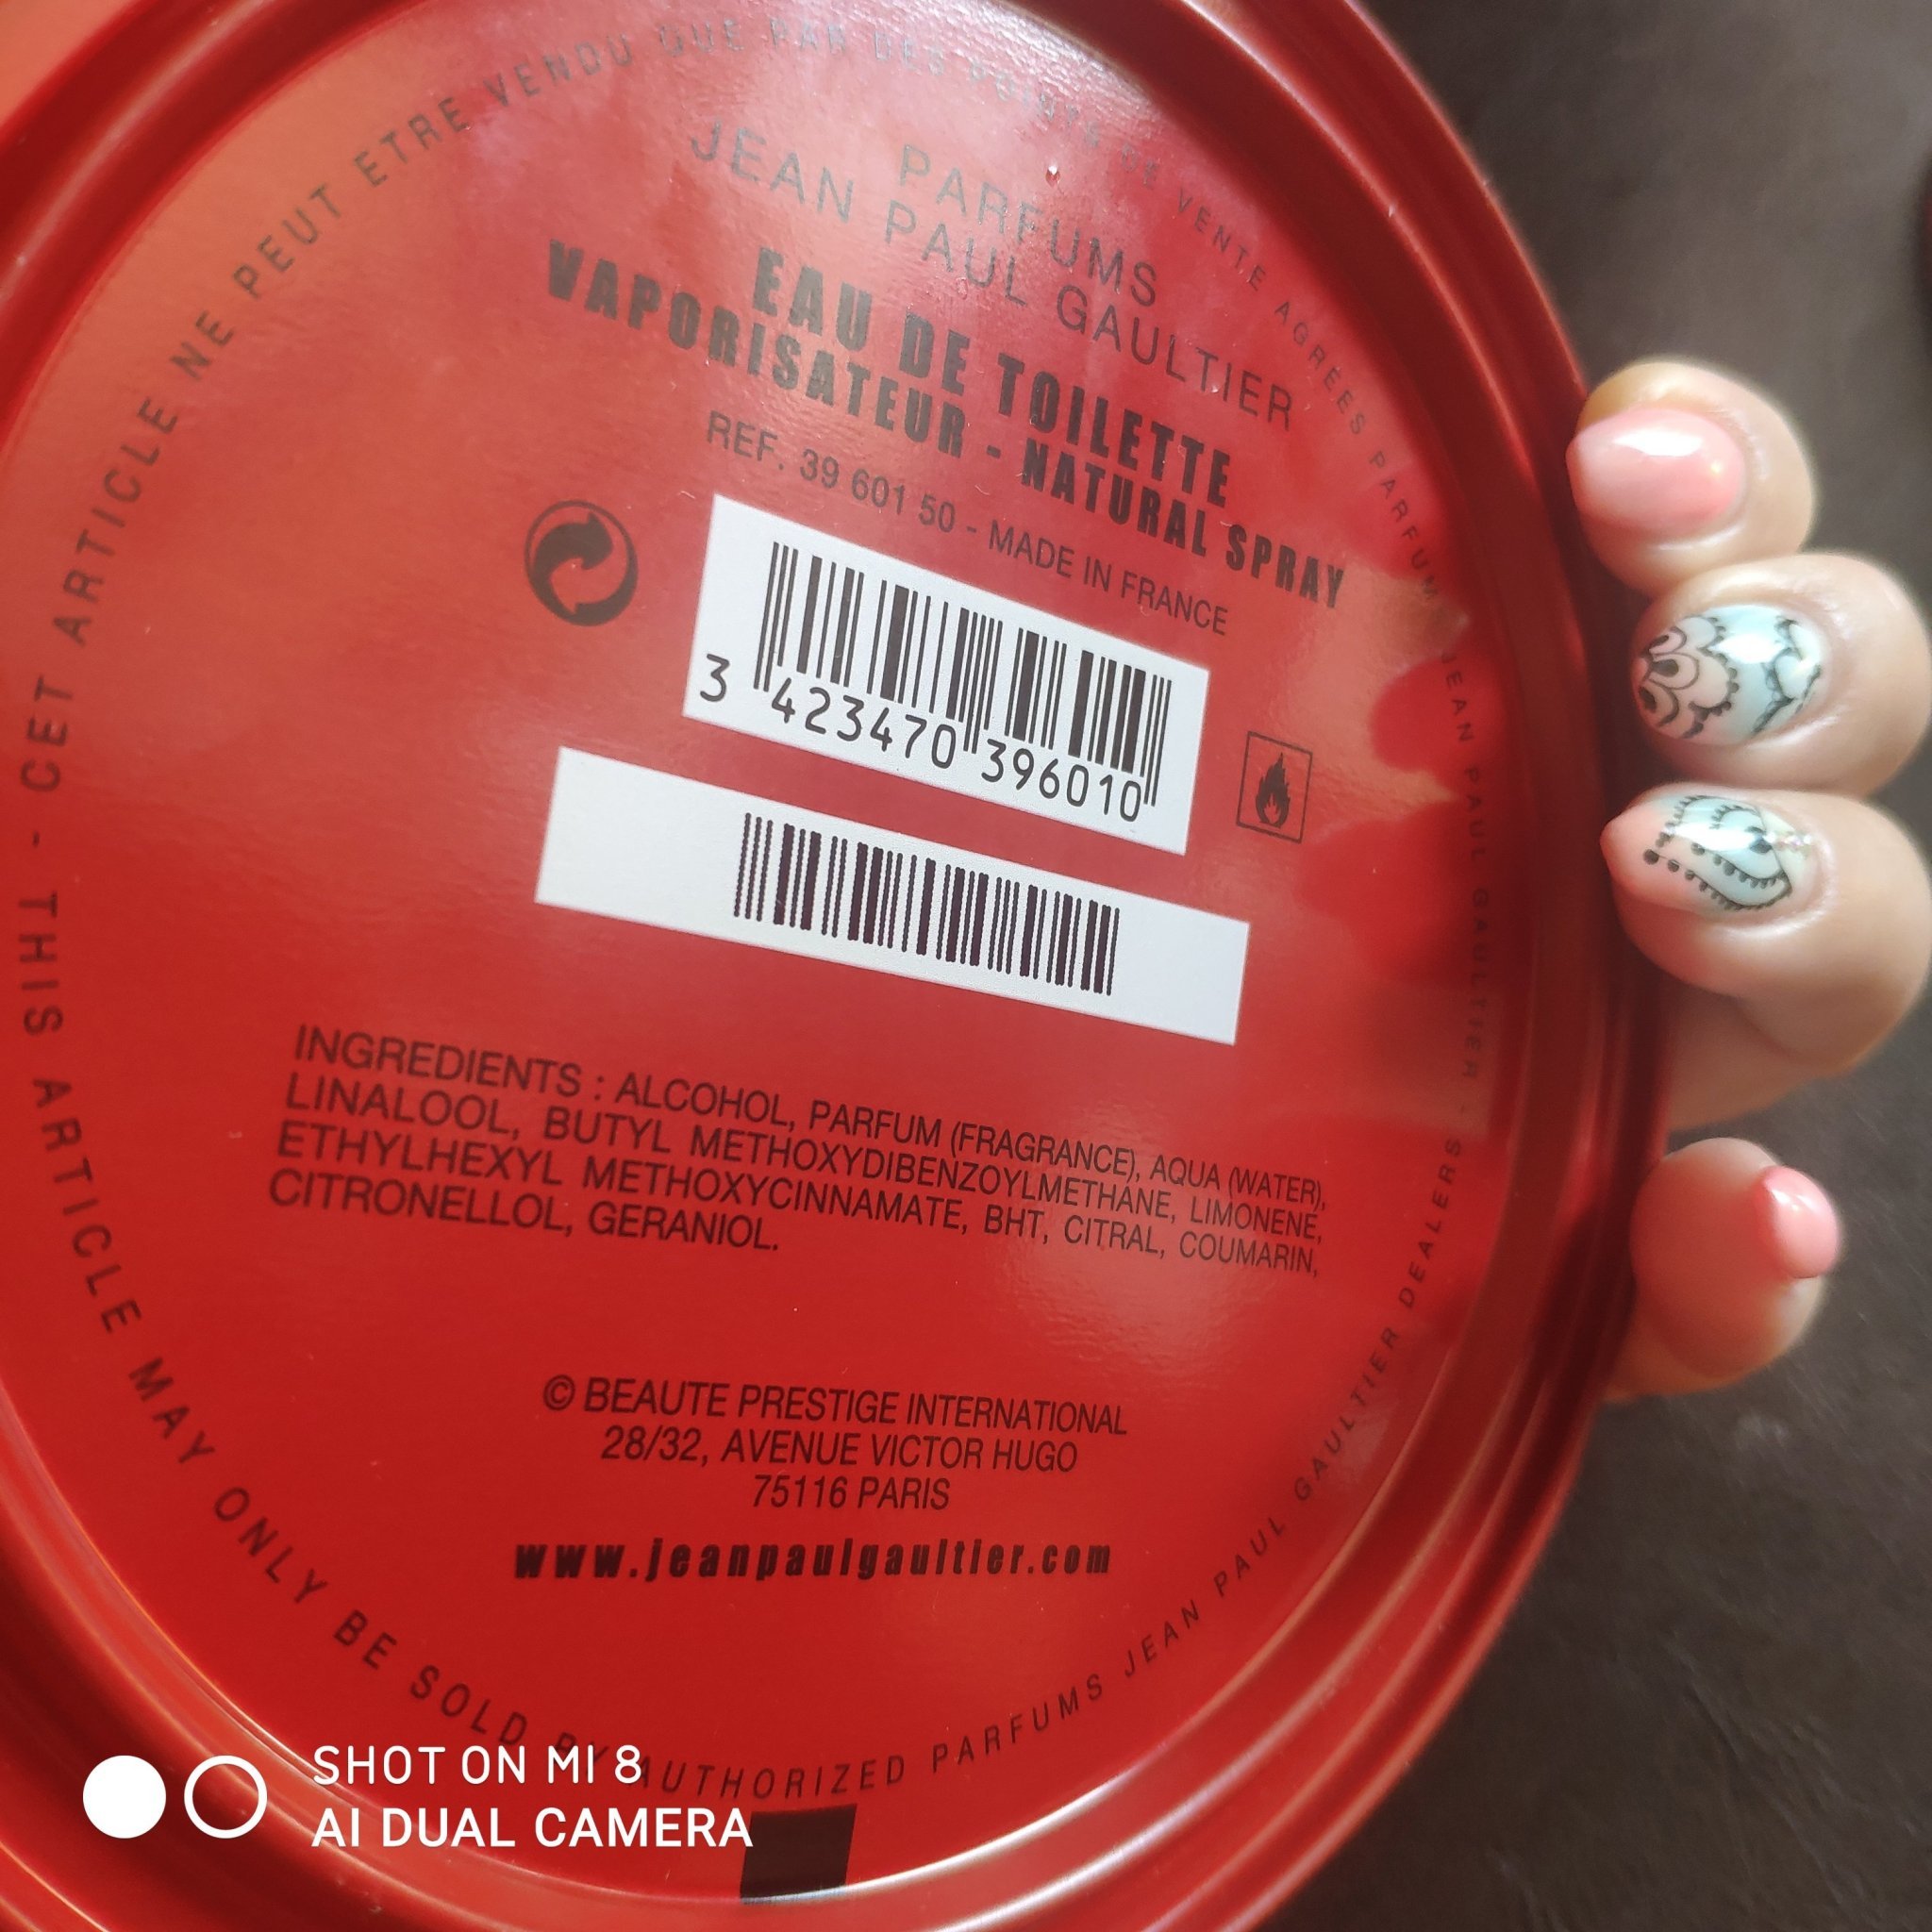 CET ARTICLE NE PEUT ETRE VENDU QUE PAR DES POINTS DE VENTE AGRÉES PARFUMS JEAN PAUL GAULTIER -
THIS ARTICLE MAY ONLY BE SOLD BY AUTHORIZED PARFUMS JEAN PAUL GAULTIER DEALERS -
PARFUMS
JEAN PAUL GAULTIER
EAU DE TOILETTE
VAPORISATEUR - NATURAL SPRAY
REF. 39 601 50 - MADE IN FRANCE
3 423470 396010
INGREDIENTS : ALCOHOL, PARFUM (FRAGRANCE), AQUA (WATER),
LINALOOL, BUTYL METHOXYDIBENZOYLMETHANE, LIMONENE,
ETHYLHEXYL METHOXYCINNAMATE, BHT, CITRAL, COUMARIN,
CITRONELLOL, GERANIOL.
© BEAUTE PRESTIGE INTERNATIONAL
28/32, AVENUE VICTOR HUGO
75116 PARIS
www.jeanpaulgaultier.com
SHOT ON MI 8
AI DUAL CAMERA